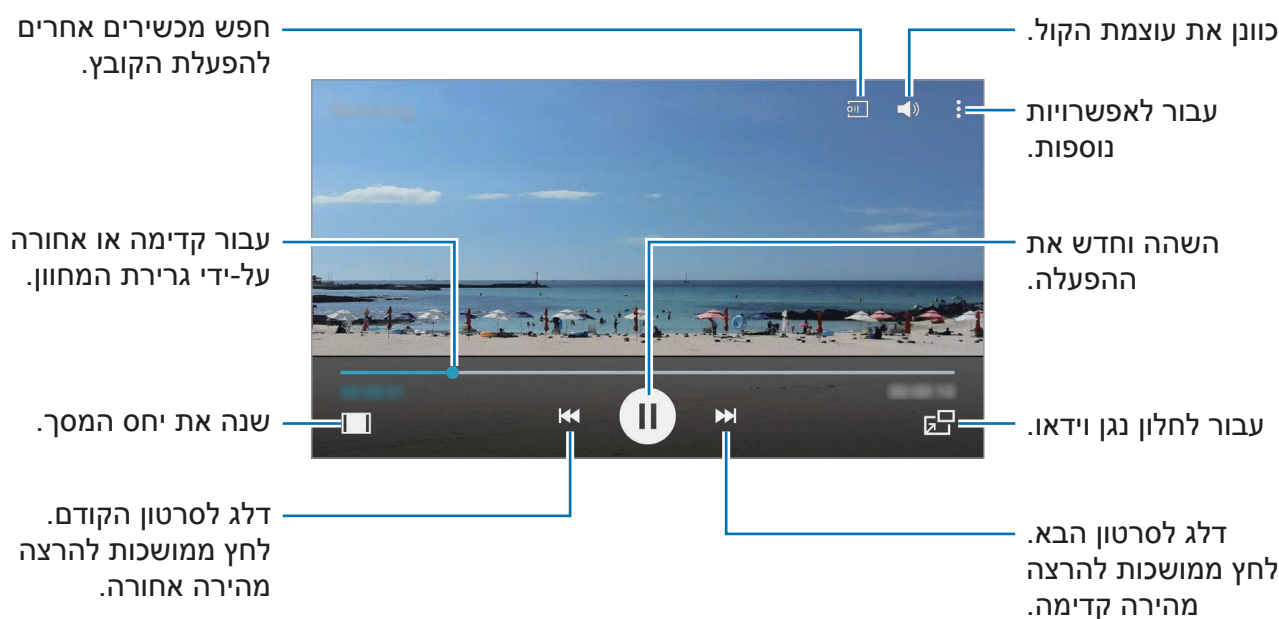 כוונן את עוצמת הקול.
חפש מכשירים אחרים
להפעלת הקובץ.
עבור לאפשרויות
נוספות.
השהה וחדש את
ההפעלה.
עבור קדימה או אחורה
על-ידי גרירת המחוון.
עבור לחלון נגן וידאו.
שנה את יחס המסך.
דלג לסרטון הבא.
לחץ ממושכות להרצה
מהירה קדימה.
דלג לסרטון הקודם.
לחץ ממושכות להרצה
מהירה אחורה.